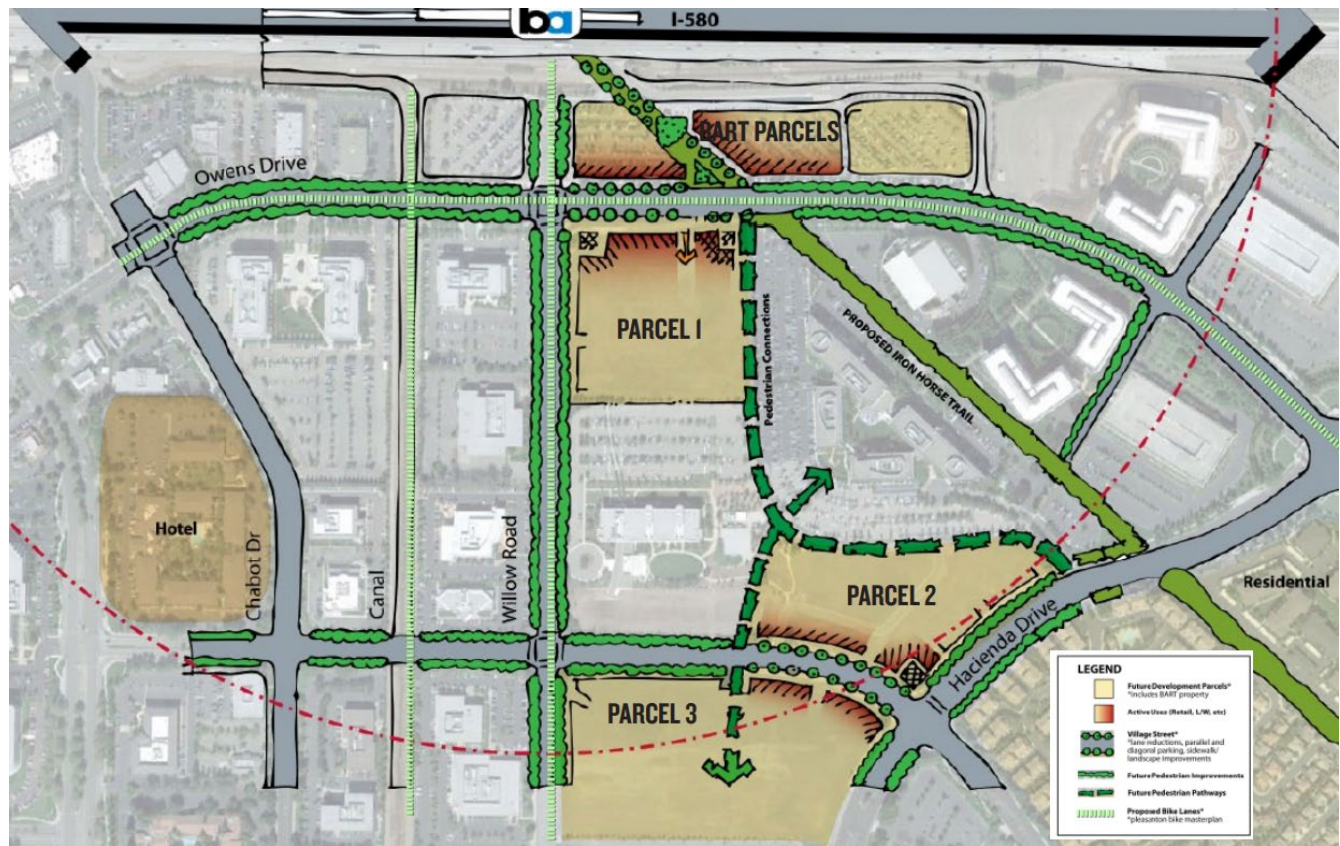 ba
I-580
BART PARCELS
Owens Drive
PARCEL 1
Pedestrian Connections
PROPOSED IRON HORSE TRAIL
Hotel
Chabot Dr
Canal
Willow Road
PARCEL 2
Hacienda Drive
Residential
PARCEL 3
LEGEND
Future Development Parcels*
*Includes BART property
Active Uses (Retail, L/W, etc)
Village Street*
*lane reductions, parallel and
diagonal parking, sidewalk/
landscape improvements
Future Pedestrian Improvements
Future Pedestrian Pathways
Proposed Bike Lanes*
*pleasanton bike masterplan